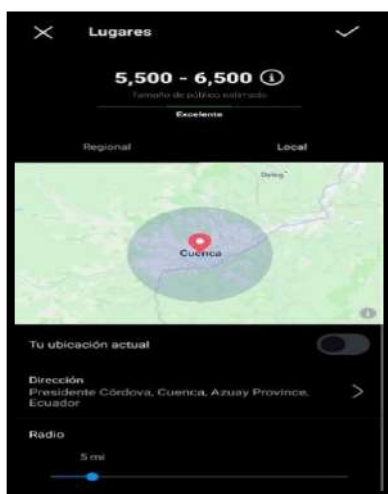 Lugares
5,500 - 6,500
Tamaño de público estimado
Excelente
Regional
Local
Deleg
Cuenca
Tu ubicación actual
Dirección
Presidente Córdova, Cuenca, Azuay Province,
Ecuador
Radio
5 mi